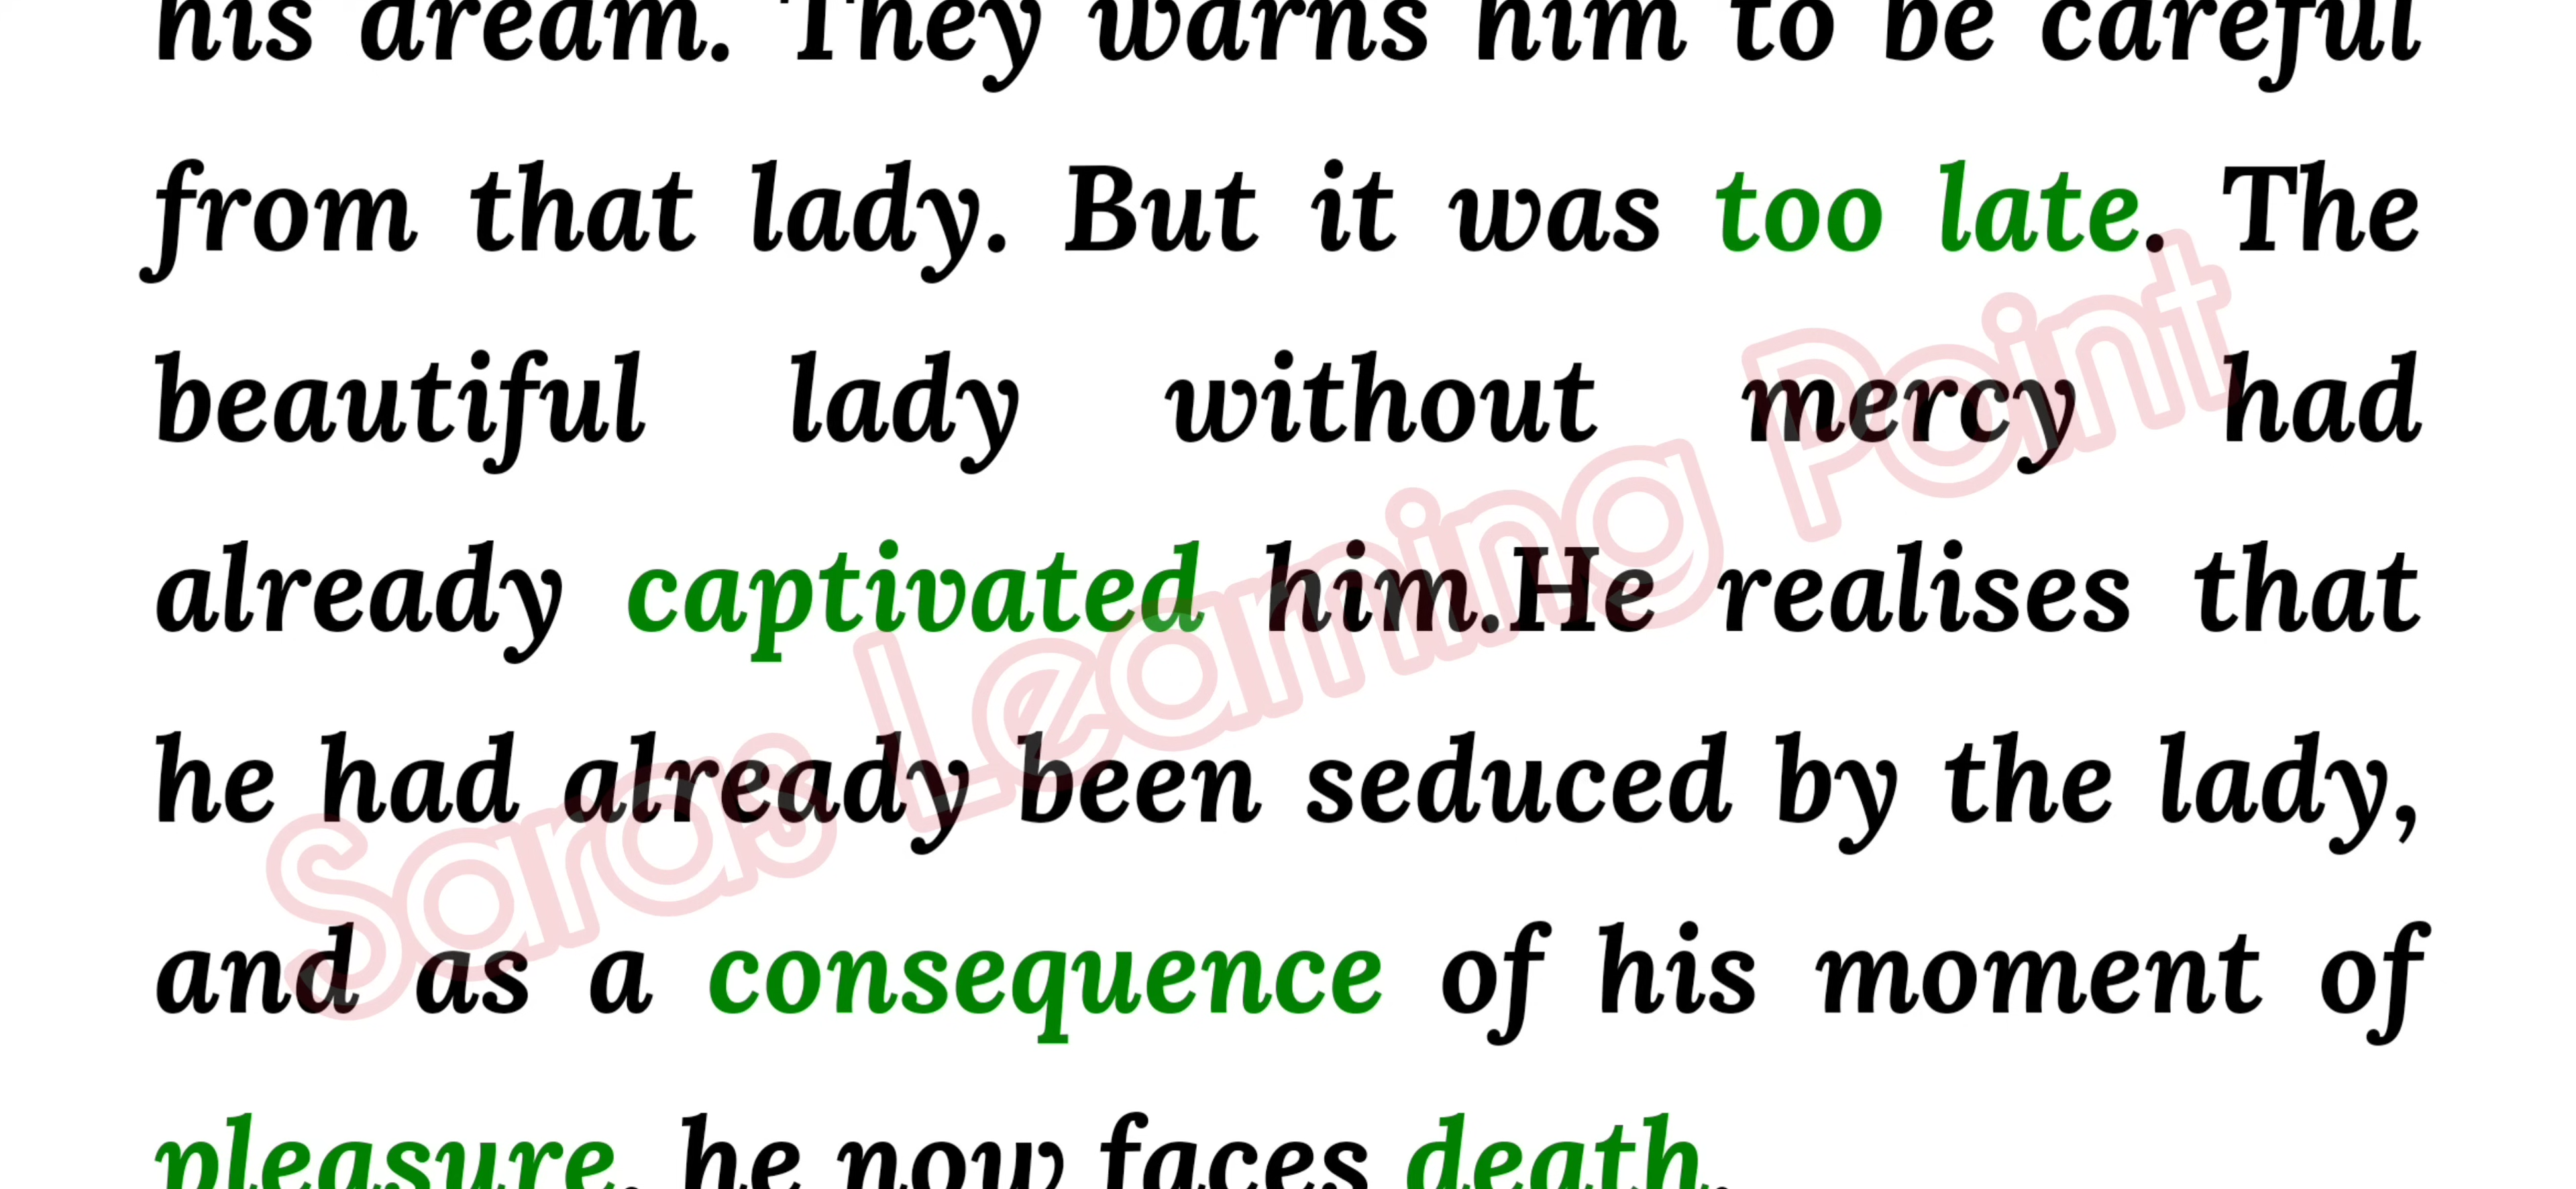 his dream. They warns him to be careful
from that lady. But it was too late. The
beautiful lady without mercy had
already captivated him.He realises that
he had already been seduced by the lady,
and as a consequence of his moment of
pleasure, he now faces death.
Saras Learning Point